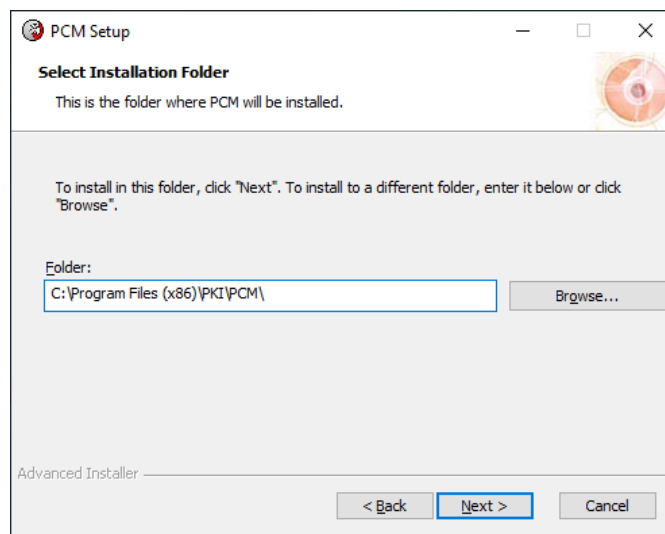 PCM Setup
Select Installation Folder
This is the folder where PCM will be installed.
To install in this folder, click "Next". To install to a different folder, enter it below or click
"Browse".
Folder:
C:\Program Files (x86)\PKI\PCM\
Browse...
Advanced Installer
< Back
Next >
Cancel